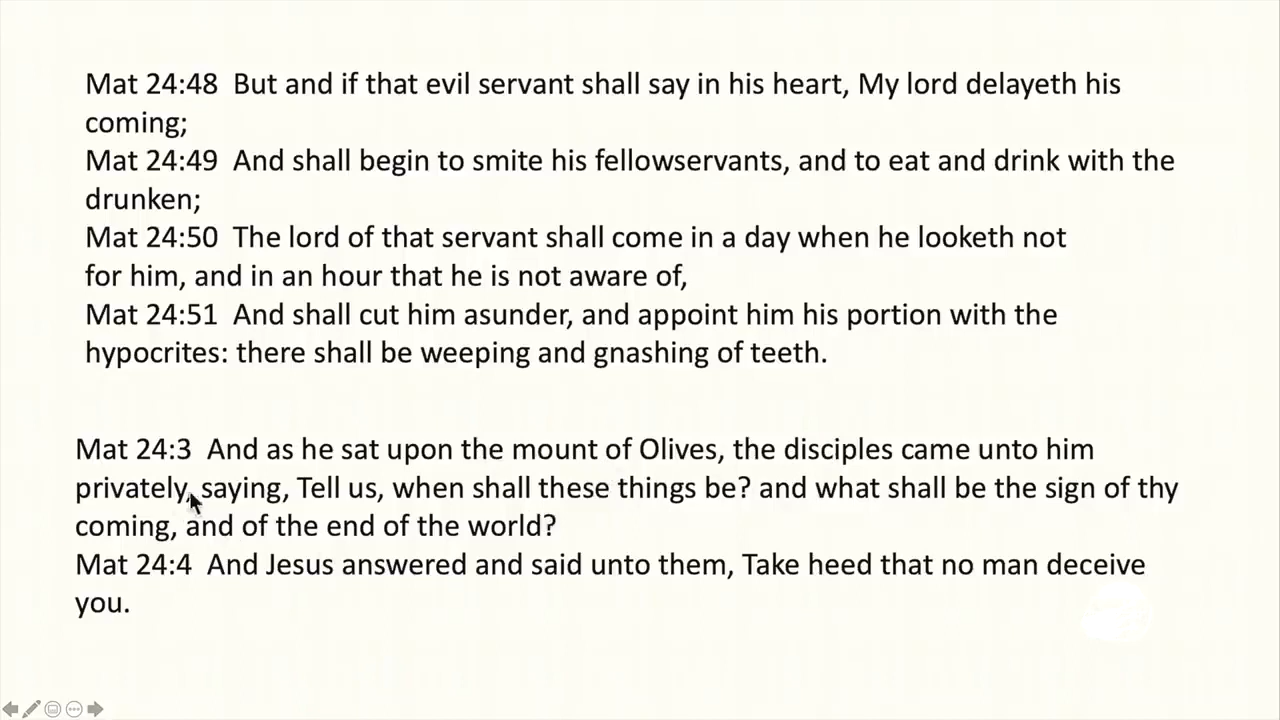 Mat 24:48  But and if that evil servant shall say in his heart, My lord delayeth his
coming;
Mat 24:49  And shall begin to smite his fellowservants, and to eat and drink with the
drunken;
Mat 24:50  The lord of that servant shall come in a day when he looketh not
for him, and in an hour that he is not aware of,
Mat 24:51  And shall cut him asunder, and appoint him his portion with the
hypocrites: there shall be weeping and gnashing of teeth.
Mat 24:3  And as he sat upon the mount of Olives, the disciples came unto him
privately, saying, Tell us, when shall these things be? and what shall be the sign of thy
coming, and of the end of the world?
Mat 24:4  And Jesus answered and said unto them, Take heed that no man deceive
you.